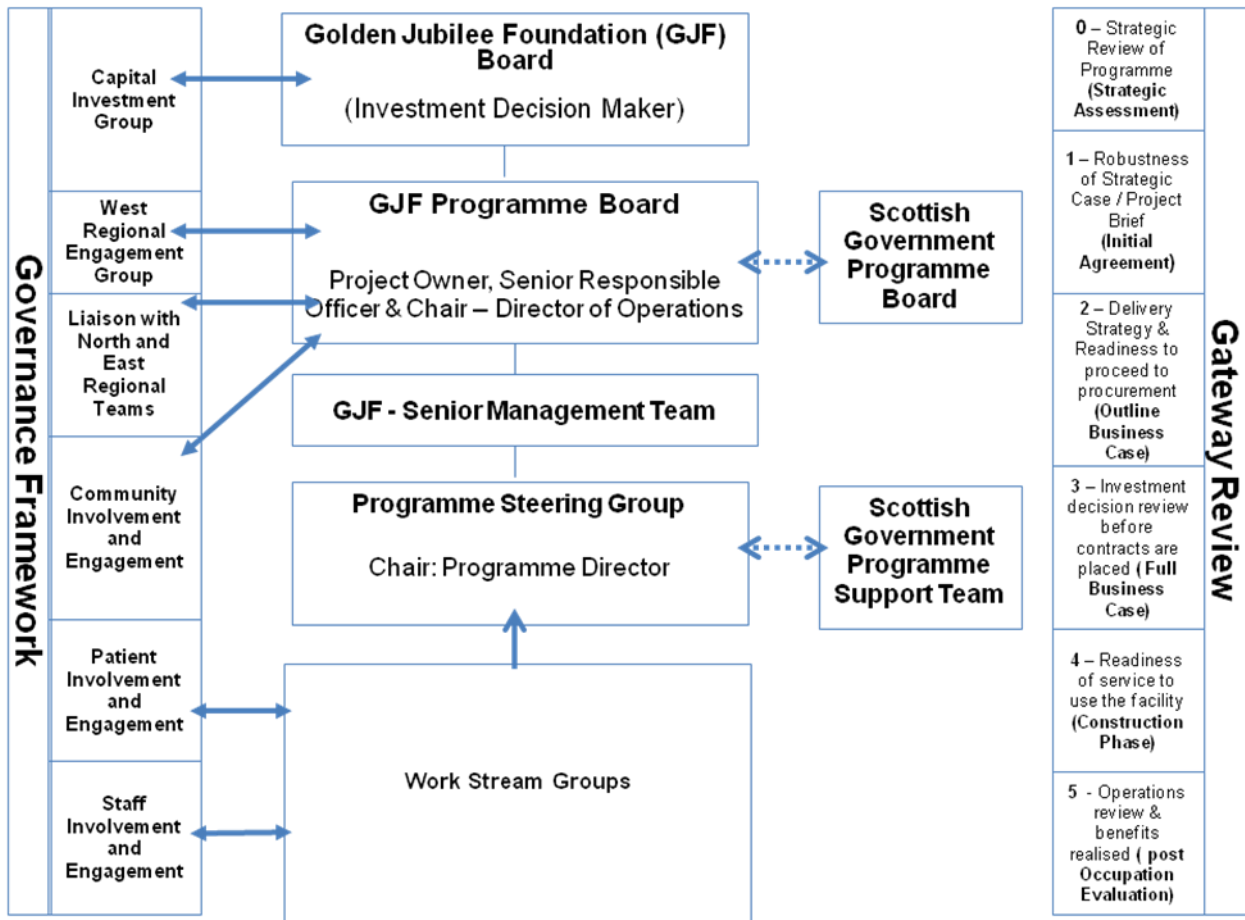 Governance Framework
Capital
Investment
Group
West
Regional
Engagement
Group
Liaison with
North and
East
Regional
Teams
Community
Involvement
and
Engagement
Patient
Involvement
and
Engagement
Staff
Involvement
and
Engagement
Golden Jubilee Foundation (GJF)
Board
(Investment Decision Maker)
GJF Programme Board
Project Owner, Senior Responsible
Officer & Chair – Director of Operations
GJF - Senior Management Team
Programme Steering Group
Chair: Programme Director
Work Stream Groups
Scottish
Government
Programme
Board
Scottish
Government
Programme
Support Team
0 – Strategic
Review of
Programme
(Strategic
Assessment)
1 – Robustness
of Strategic
Case / Project
Brief
(Initial
Agreement)
2 – Delivery
Strategy &
Readiness to
proceed to
procurement
(Outline
Business
Case)
3 – Investment
decision review
before
contracts are
placed ( Full
Business
Case)
4 – Readiness
of service to
use the facility
(Construction
Phase)
5 - Operations
review &
benefits
realised ( post
Occupation
Evaluation)
Gateway Review